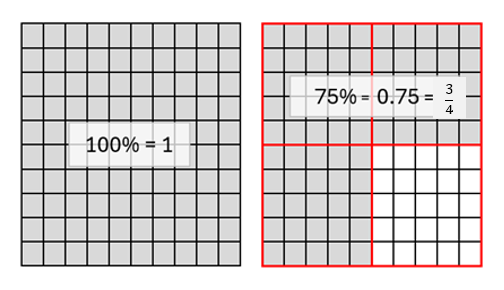 100% = 1
75% = 0.75 = 3/4